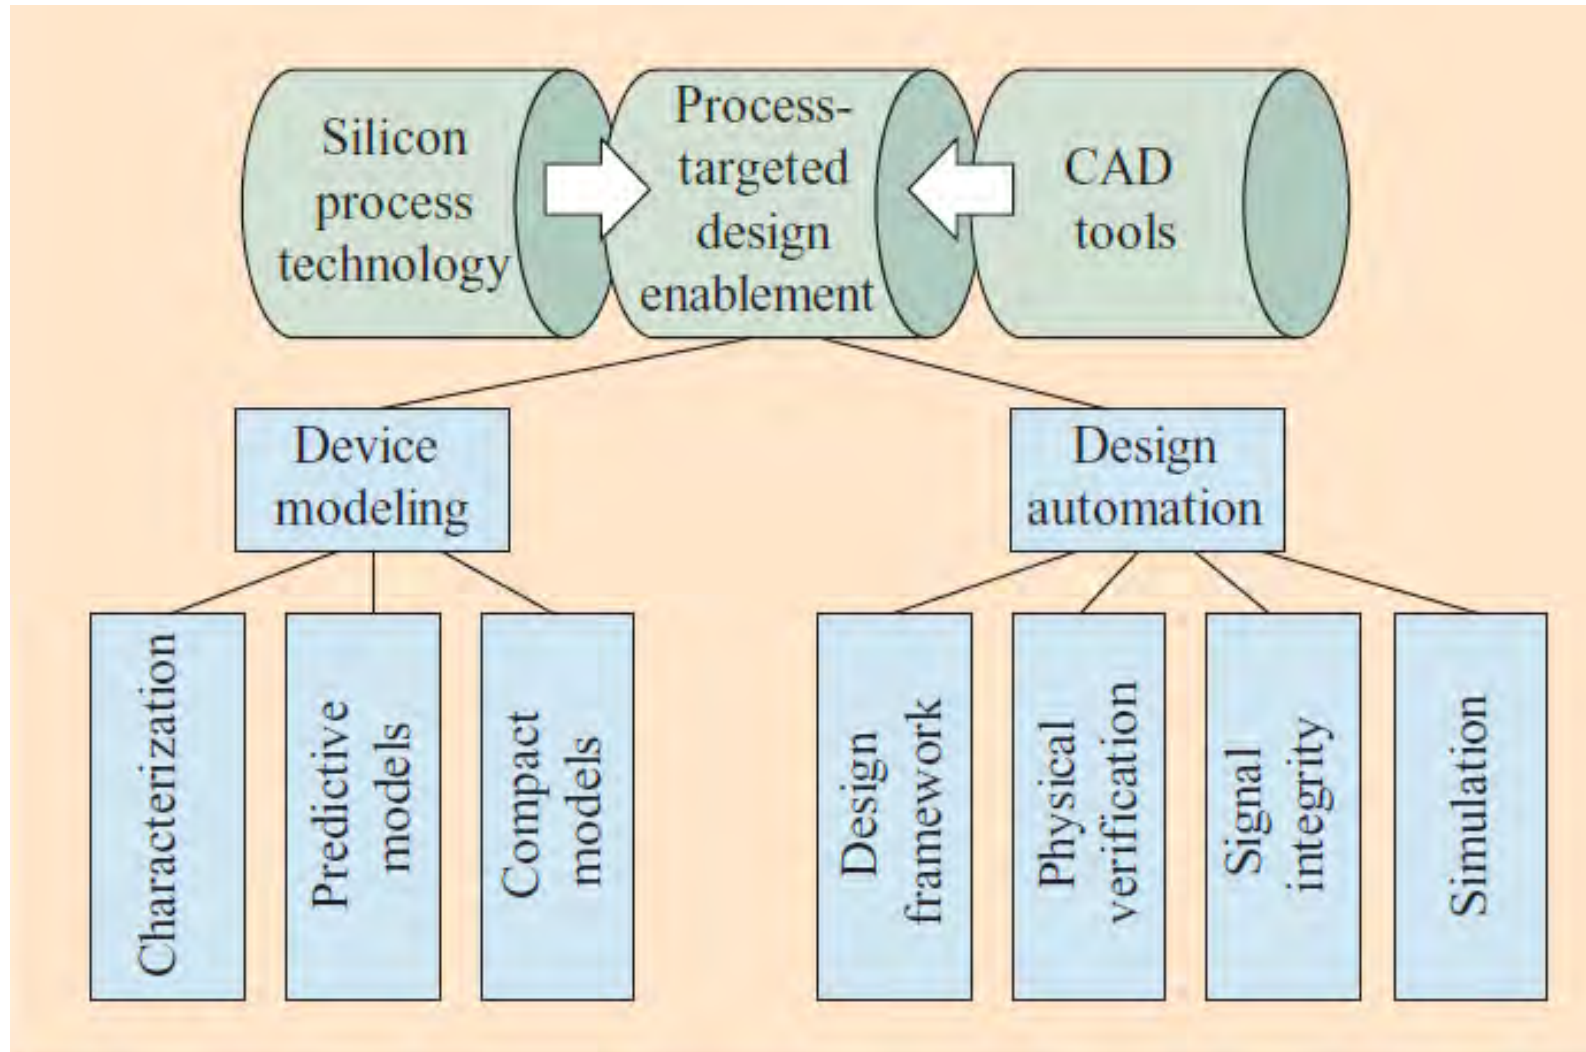 Silicon
process
technology
Process-
targeted
design
enablement
CAD
tools
Device
modeling
Design
automation
Characterization
Predictive
models
Compact
models
Design
framework
Physical
verification
Signal
integrity
Simulation